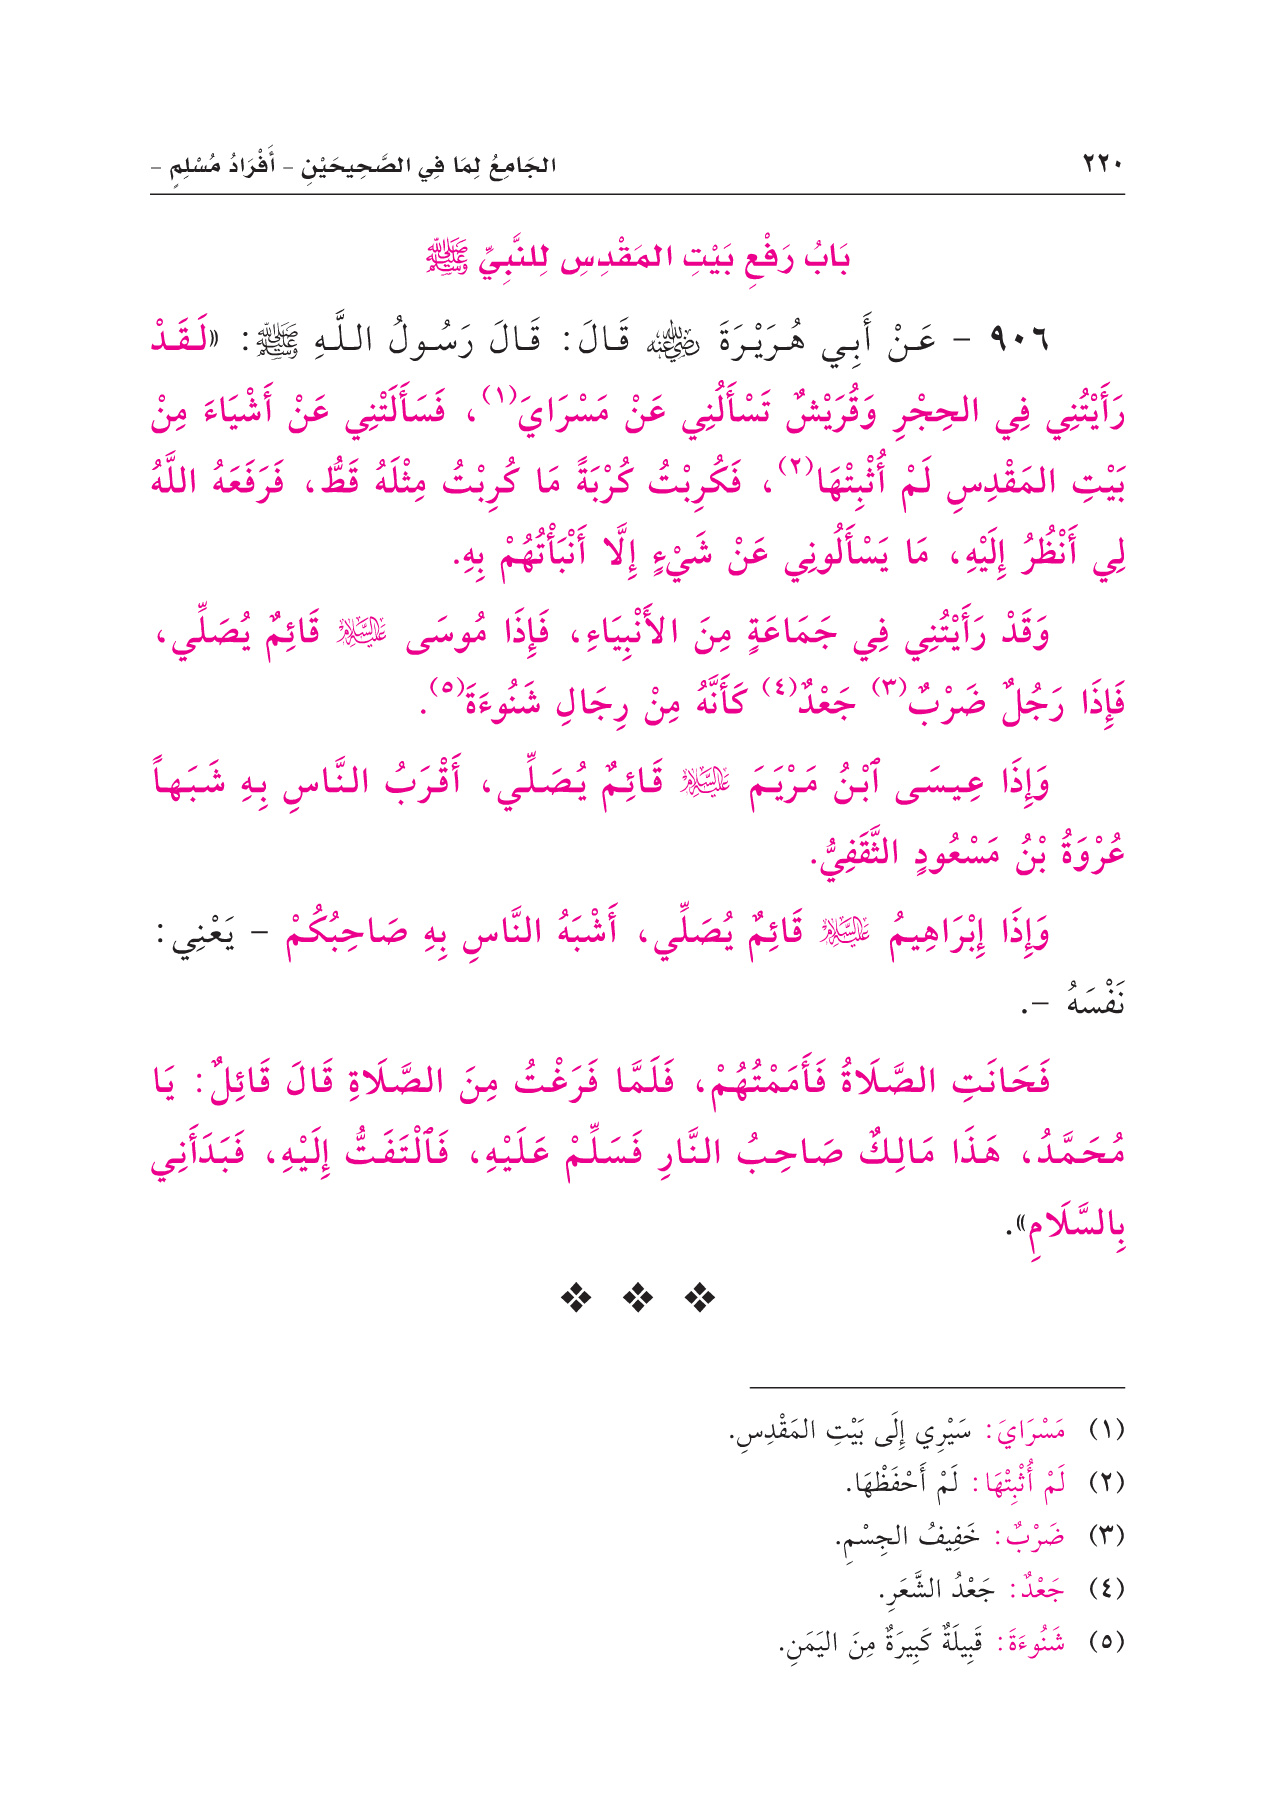 ٢٢٠ الجَامِعُ لِمَا فِي الصَّحِيحَيْنِ – أَفْرَادُ مُسْلِمٍ –
بَابُ رَفْعِ بَيْتِ المَقْدِسِ لِلنَّبِيِّ ﷺ
٩٠٦ – عَنْ أَبِي هُرَيْرَةَ رضي الله عنه قَالَ: قَالَ رَسُولُ اللَّهِ ﷺ: «لَقَدْ
رَأَيْتُنِي فِي الحِجْرِ وَقُرَيْشٌ تَسْأَلُنِي عَنْ مَسْرَايَ(١)، فَسَأَلَتْنِي عَنْ أَشْيَاءَ مِنْ
بَيْتِ المَقْدِسِ لَمْ أُثْبِتْهَا(٢)، فَكُرِبْتُ كُرْبَةً مَا كُرِبْتُ مِثْلَهُ قَطُّ، فَرَفَعَهُ اللَّهُ
لِي أَنْظُرُ إِلَيْهِ، مَا يَسْأَلُونِي عَنْ شَيْءٍ إِلَّا أَنْبَأْتُهُمْ بِهِ.
وَقَدْ رَأَيْتُنِي فِي جَمَاعَةٍ مِنَ الأَنْبِيَاءِ، فَإِذَا مُوسَى عليه السلام قَائِمٌ يُصَلِّي،
فَإِذَا رَجُلٌ ضَرْبٌ(٣) جَعْدٌ(٤) كَأَنَّهُ مِنْ رِجَالِ شَنُوءَةَ(٥).
وَإِذَا عِيسَى ٱبْنُ مَرْيَمَ عليه السلام قَائِمٌ يُصَلِّي، أَقْرَبُ النَّاسِ بِهِ شَبَهاً
عُرْوَةُ بْنُ مَسْعُودٍ الثَّقَفِيُّ.
وَإِذَا إِبْرَاهِيمُ عليه السلام قَائِمٌ يُصَلِّي، أَشْبَهُ النَّاسِ بِهِ صَاحِبُكُمْ – يَعْنِي:
نَفْسَهُ –.
فَحَانَتِ الصَّلَاةُ فَأَمَمْتُهُمْ، فَلَمَّا فَرَغْتُ مِنَ الصَّلَاةِ قَالَ قَائِلٌ: يَا
مُحَمَّدُ، هَذَا مَالِكٌ صَاحِبُ النَّارِ فَسَلِّمْ عَلَيْهِ، فَٱلْتَفَتُّ إِلَيْهِ، فَبَدَأَنِي
بِالسَّلَامِ».
(١) مَسْرَايَ: سَيْرِي إِلَى بَيْتِ المَقْدِسِ.
(٢) لَمْ أُثْبِتْهَا: لَمْ أَحْفَظْهَا.
(٣) ضَرْبٌ: خَفِيفُ الجِسْمِ.
(٤) جَعْدٌ: جَعْدُ الشَّعَرِ.
(٥) شَنُوءَةَ: قَبِيلَةٌ كَبِيرَةٌ مِنَ اليَمَنِ.